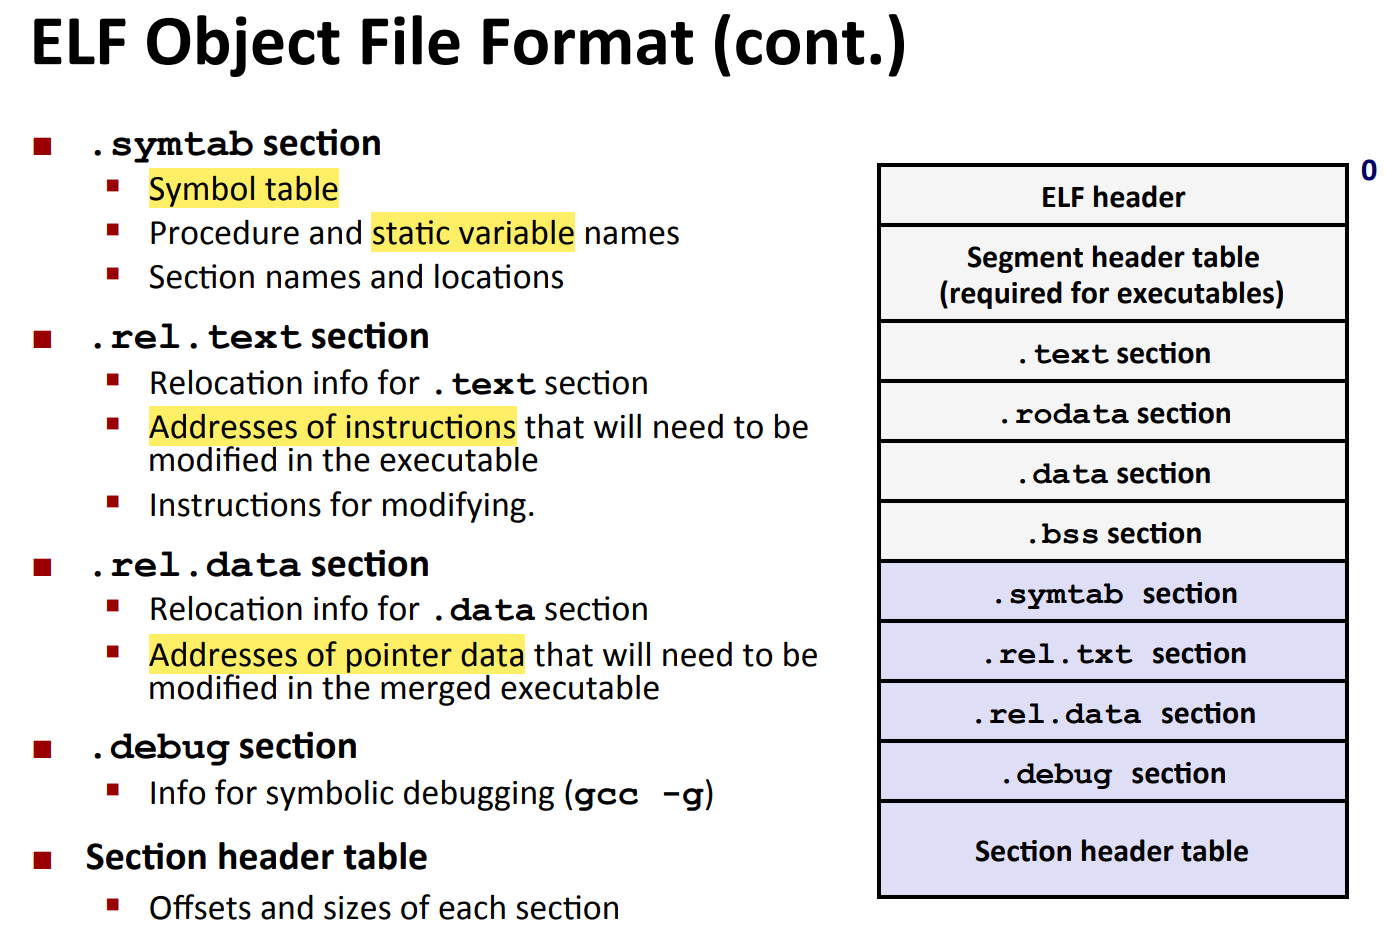 ELF Object File Format (cont.)
.symtab section
Symbol table
Procedure and static variable names
Section names and locations
.rel.text section
Relocation info for .text section
Addresses of instructions that will need to be
modified in the executable
Instructions for modifying.
.rel.data section
Relocation info for .data section
Addresses of pointer data that will need to be
modified in the merged executable
.debug section
Info for symbolic debugging (gcc -g)
Section header table
Offsets and sizes of each section
0
ELF header
Segment header table
(required for executables)
.text section
.rodata section
.data section
.bss section
.symtab section
.rel.txt section
.rel.data section
.debug section
Section header table